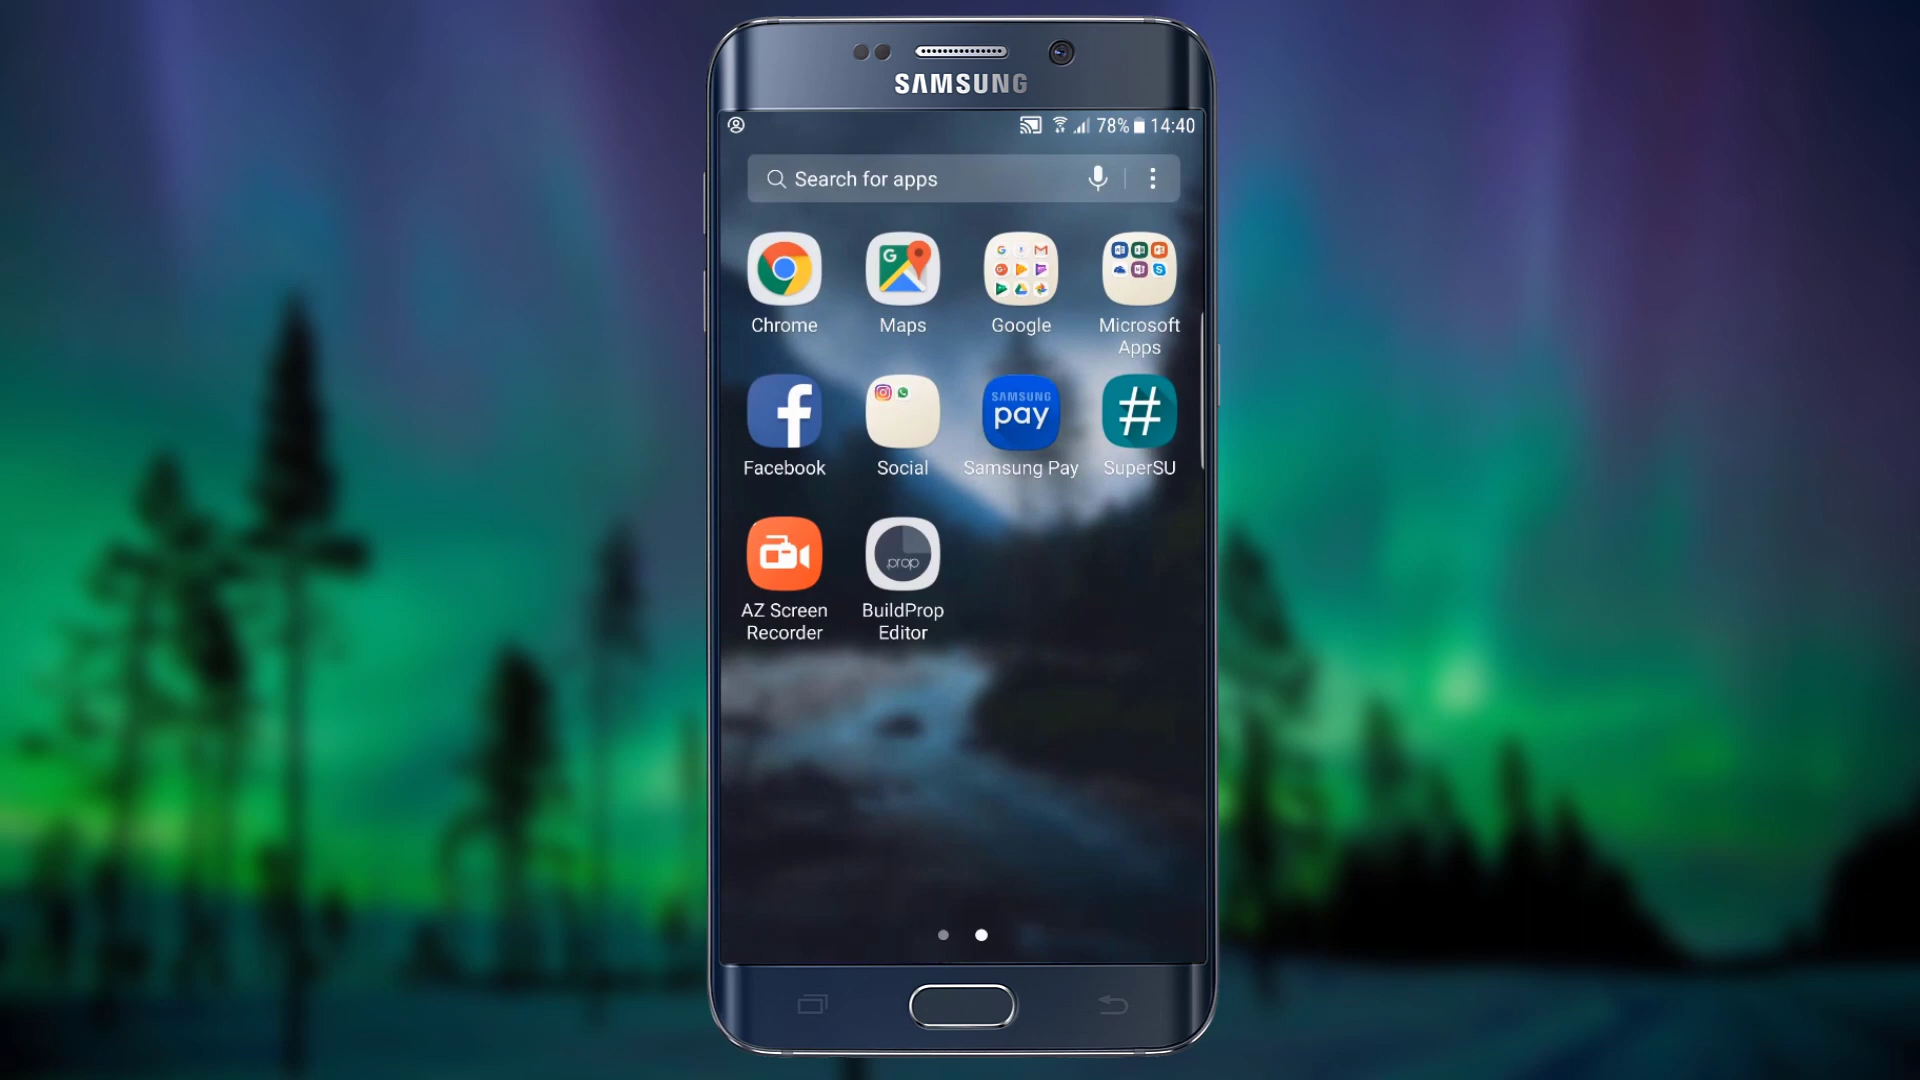 SAMSUNG
78% 14:40
Search for apps
Chrome Maps Google Microsoft Apps
SAMSUNG
pay
#
Facebook Social Samsung Pay SuperSU
.prop
AZ Screen Recorder BuildProp Editor